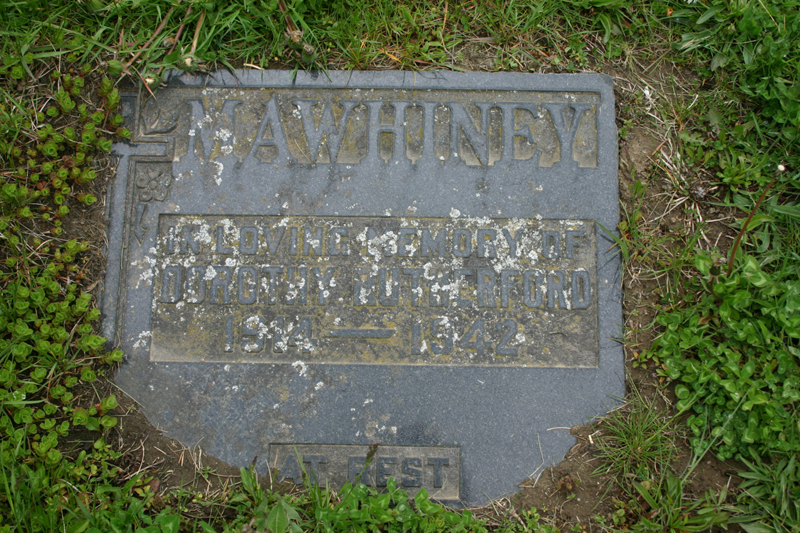 MAWHINEY
IN LOVING MEMORY OF
DOROTHY RUTHERFORD
— 1942
AT REST